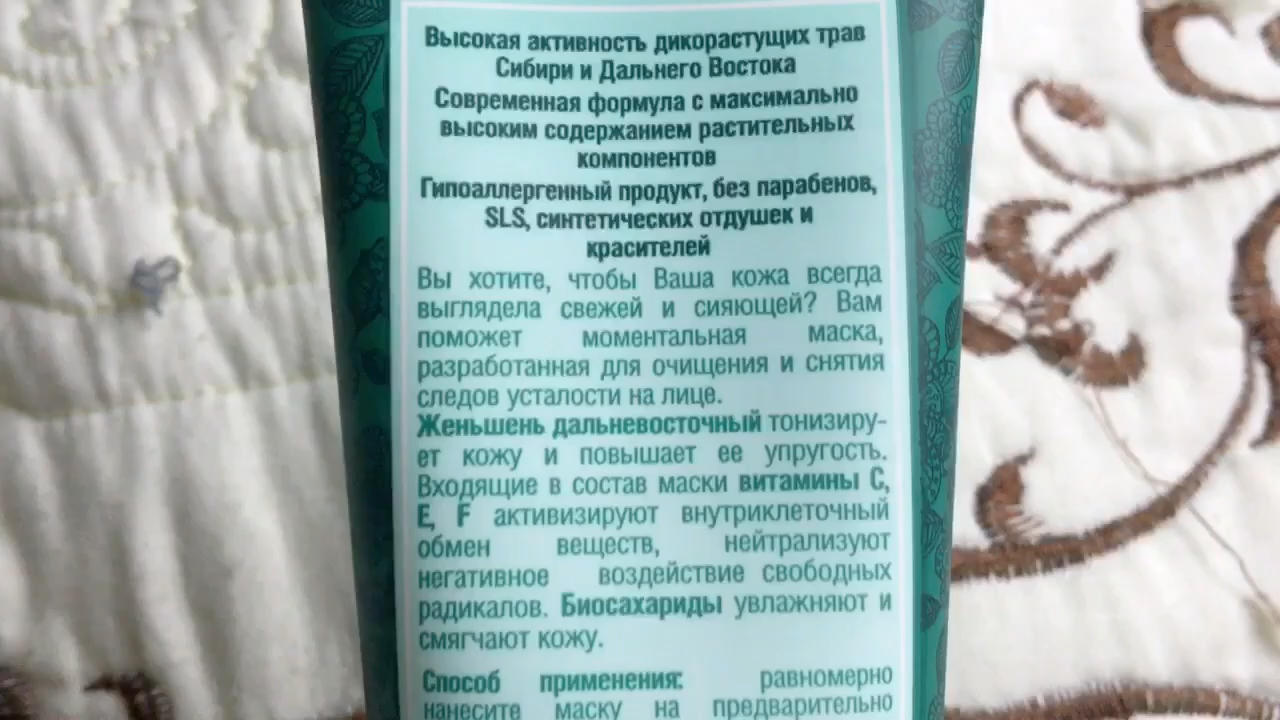 Высокая активность дикорастущих трав
Сибири и Дальнего Востока
Современная формула с максимально
высоким содержанием растительных
компонентов
Гипоаллергенный продукт, без парабенов,
SLS, синтетических отдушек и
красителей
Вы хотите, чтобы Ваша кожа всегда
выглядела свежей и сияющей? Вам
поможет моментальная маска,
разработанная для очищения и снятия
следов усталости на лице.
Женьшень дальневосточный тонизиру-
ет кожу и повышает ее упругость.
Входящие в состав маски витамины С,
Е, F активизируют внутриклеточный
обмен веществ, нейтрализуют
негативное воздействие свободных
радикалов. Биосахариды увлажняют и
смягчают кожу.
Способ применения: равномерно
нанесите маску на предварительно